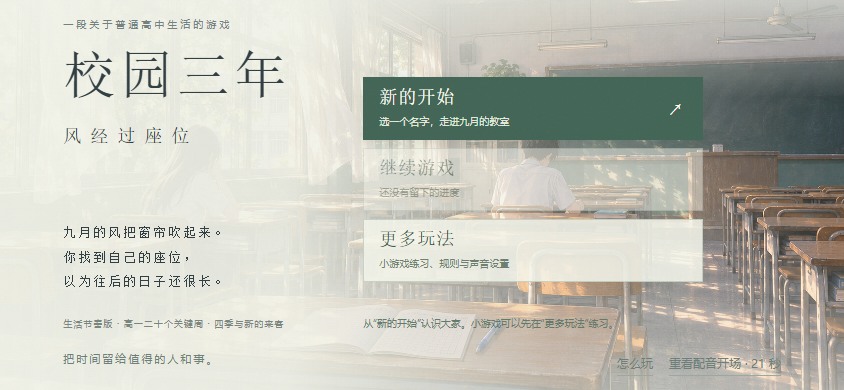 一段关于普通高中生活的游戏
校园三年
风经过座位
九月的风把窗帘吹起来。
你找到自己的座位，
以为往后的日子还很长。
生活节奏版 · 高一二十个关键周 · 四季与新的来客
把时间留给值得的人和事。
新的开始
选一个名字，走进九月的教室
↗
继续游戏
还没有留下的进度
更多玩法
小游戏练习、规则与声音设置
从“新的开始”认识大家。小游戏可以先在“更多玩法”练习。
怎么玩 重看配音开场 · 21 秒